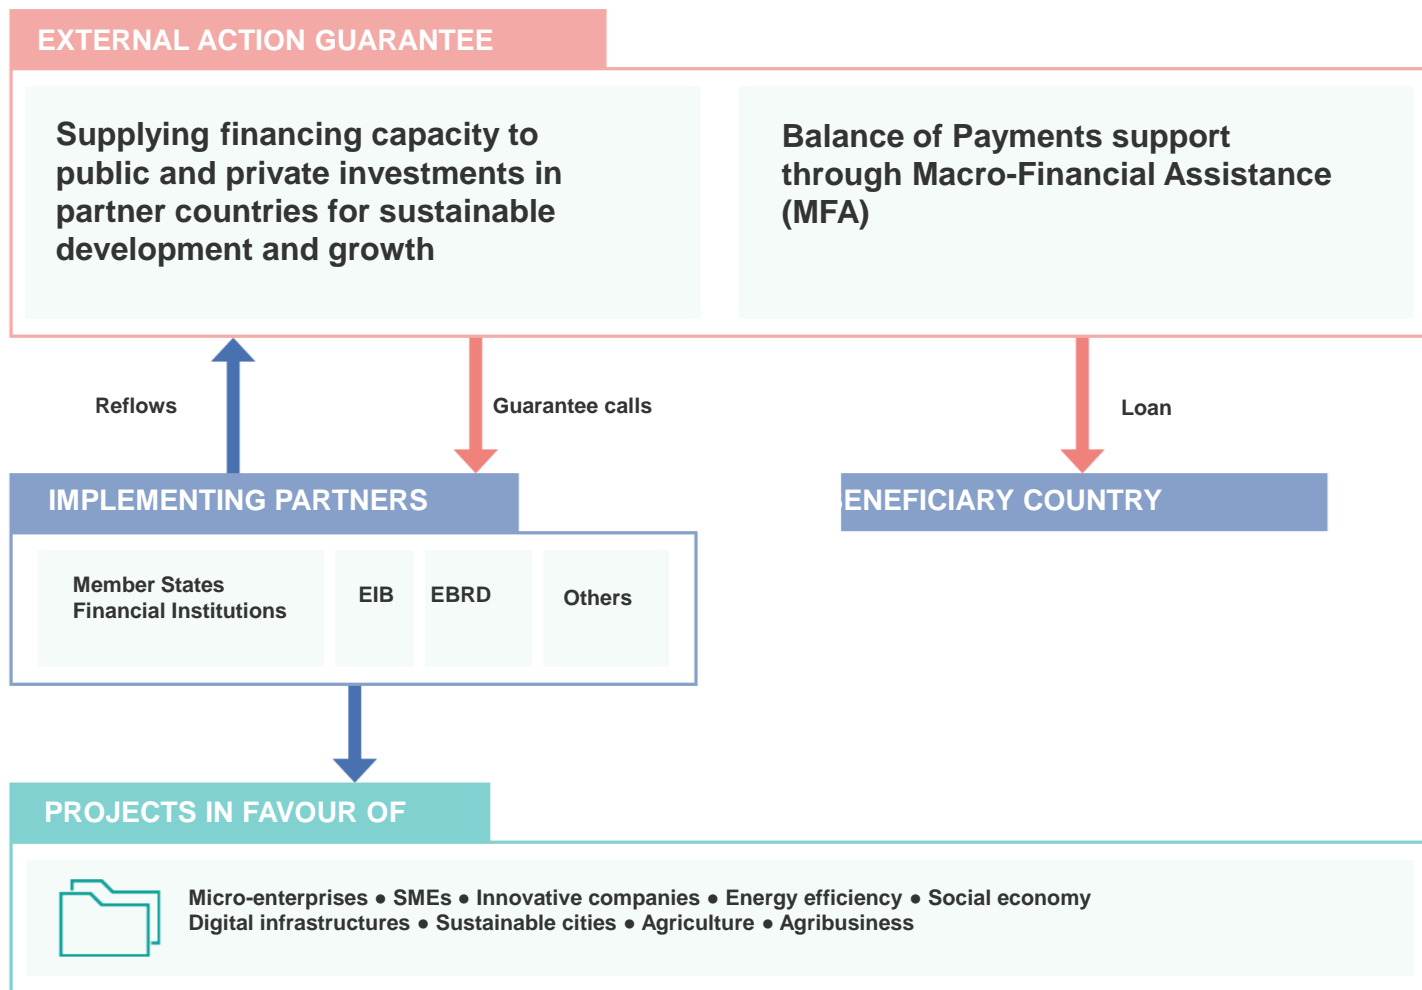 EXTERNAL ACTION GUARANTEE
Supplying financing capacity to
public and private investments in
partner countries for sustainable
development and growth
Balance of Payments support
through Macro-Financial Assistance
(MFA)
Reflows
Guarantee calls
Loan
IMPLEMENTING PARTNERS
ENEFICIARY COUNTRY
Member States
Financial Institutions
EIB
EBRD
Others
PROJECTS IN FAVOUR OF
Micro-enterprises ● SMEs ● Innovative companies ● Energy efficiency ● Social economy
Digital infrastructures ● Sustainable cities ● Agriculture ● Agribusiness